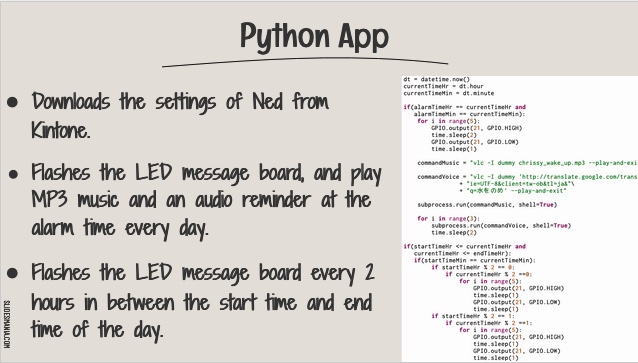 Python App
Downloads the settings of Ned from
Kintone.
Flashes the LED message board, and play
MP3 music and an audio reminder at the
alarm time every day.
Flashes the LED message board every 2
hours in between the start time and end
time of the day.
SLIDESMANIA.COM
dt = datetime.now()
currentTimeHr = dt.hour
currentTimeMin = dt.minute
if(alarmTimeHr == currentTimeHr and
alarmTimeMin == currentTimeMin):
for i in range(5):
GPIO.output(21, GPIO.HIGH)
time.sleep(2)
GPIO.output(21, GPIO.LOW)
time.sleep(1)
commandMusic = "vlc -I dummy chrissy_wake_up.mp3 --play-and-exi
commandVoice = "vlc -I dummy 'http://translate.google.com/trans
+ "ie=UTF-8&client=tw-ob&tl=ja&"\
+ "q=水をのめ' --play-and-exit"
subprocess.run(commandMusic, shell=True)
for i in range(3):
subprocess.run(commandVoice, shell=True)
time.sleep(2)
if(startTimeHr <= currentTimeHr and
currentTimeHr <= endTimeHr):
if(startTimeMin == currentTimeMin):
if startTimeHr % 2 == 0:
if currentTimeHr % 2 ==0:
for i in range(5):
GPIO.output(21, GPIO.HIGH)
time.sleep(1)
GPIO.output(21, GPIO.LOW)
time.sleep(1)
if startTimeHr % 2 == 1:
if currentTimeHr % 2 ==1:
for i in range(5):
GPIO.output(21, GPIO.HIGH)
time.sleep(1)
GPIO.output(21, GPIO.LOW)
time.sleep(1)